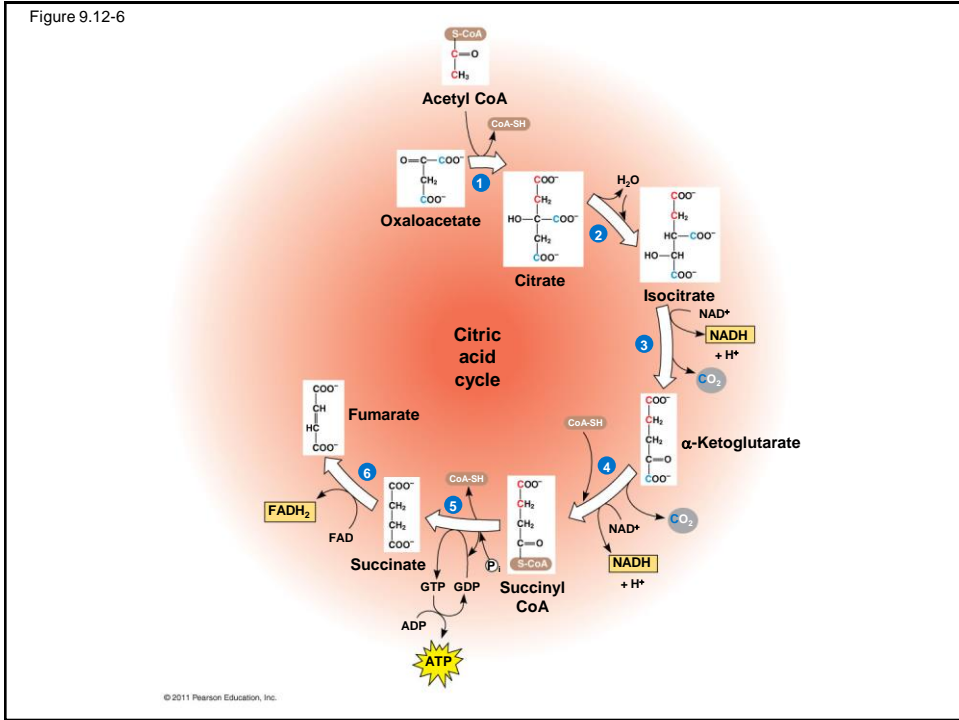 Figure 9.12-6
S-CoA
C=O
CH₃
Acetyl CoA
CoA-SH
O=C—COO⁻
CH₂
COO⁻
Oxaloacetate
1
COO⁻
CH₂
HO—C—COO⁻
CH₂
COO⁻
Citrate
H₂O
2
COO⁻
CH₂
HC—COO⁻
HO—CH
COO⁻
Isocitrate
NAD⁺
NADH
+ H⁺
3
CO₂
Citric
acid
cycle
COO⁻
CH₂
CH₂
C=O
COO⁻
α-Ketoglutarate
CoA-SH
4
CO₂
NAD⁺
NADH
+ H⁺
COO⁻
CH₂
CH₂
C=O
S-CoA
Succinyl
CoA
CoA-SH
5
Pi
GTP GDP
ADP
ATP
COO⁻
CH₂
CH₂
COO⁻
Succinate
6
FAD
FADH₂
COO⁻
CH
HC
COO⁻
Fumarate
© 2011 Pearson Education, Inc.